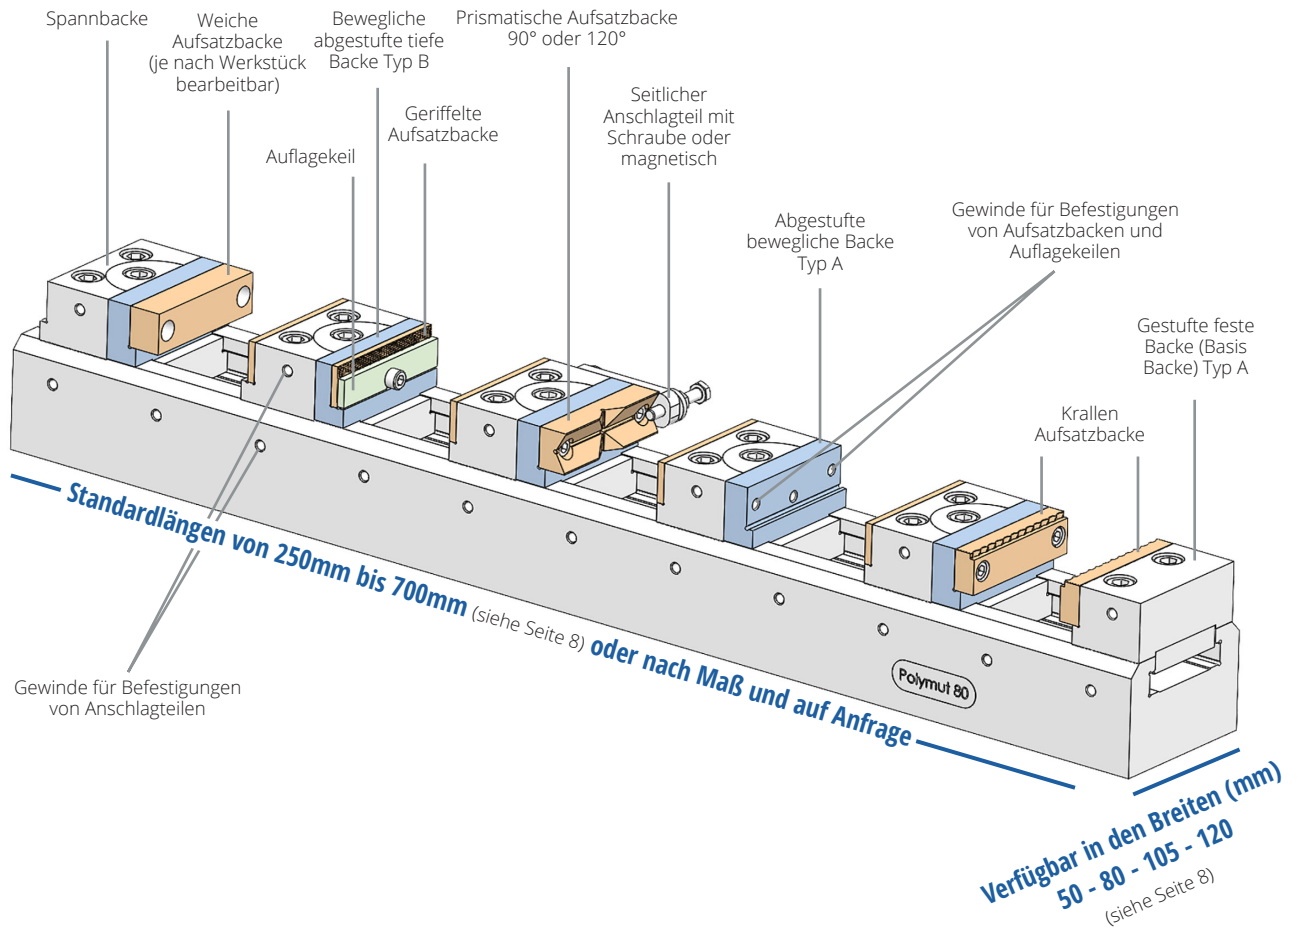 Spannbacke
Weiche
Aufsatzbacke
(je nach Werkstück
bearbeitbar)
Bewegliche
abgestufte tiefe
Backe Typ B
Prismatische Aufsatzbacke
90° oder 120°
Geriffelte
Aufsatzbacke
Auflagekeil
Seitlicher
Anschlagteil mit
Schraube oder
magnetisch
Abgestufte
bewegliche Backe
Typ A
Gewinde für Befestigungen
von Aufsatzbacken und
Auflagekeilen
Gestufte feste
Backe (Basis
Backe) Typ A
Krallen
Aufsatzbacke
Standardlängen von 250mm bis 700mm (siehe Seite 8) oder nach Maß und auf Anfrage
Polymut 80
Gewinde für Befestigungen
von Anschlagteilen
Verfügbar in den Breiten (mm)
50 - 80 - 105 - 120
(siehe Seite 8)